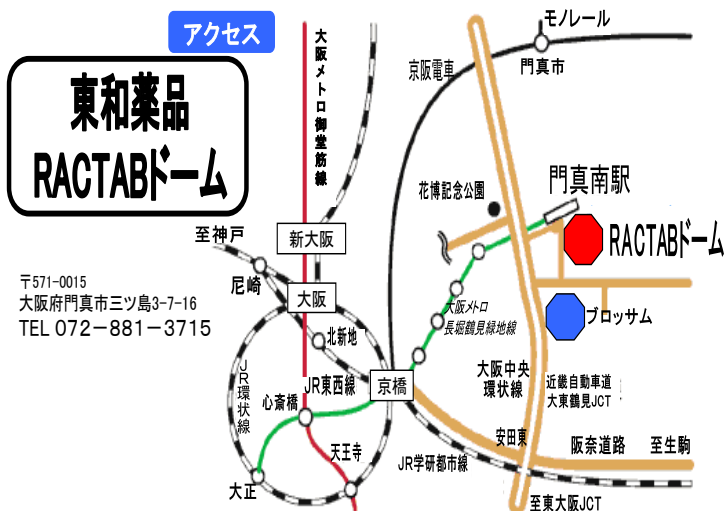 アクセス
東和薬品
RACTABドーム
〒571-0015
大阪府門真市三ツ島3-7-16
TEL 072－881－3715
大阪メトロ御堂筋線
モノレール
門真市
京阪電車
花博記念公園
門真南駅
RACTABドーム
至神戸
新大阪
尼崎
大阪
北新地
大阪メトロ
長堀鶴見緑地線
ブロッサム
JR環状線
JR東西線
京橋
心斎橋
大阪中央
環状線
近畿自動車道
大東鶴見JCT
天王寺
安田東
阪奈道路
至生駒
JR学研都市線
大正
至東大阪JCT